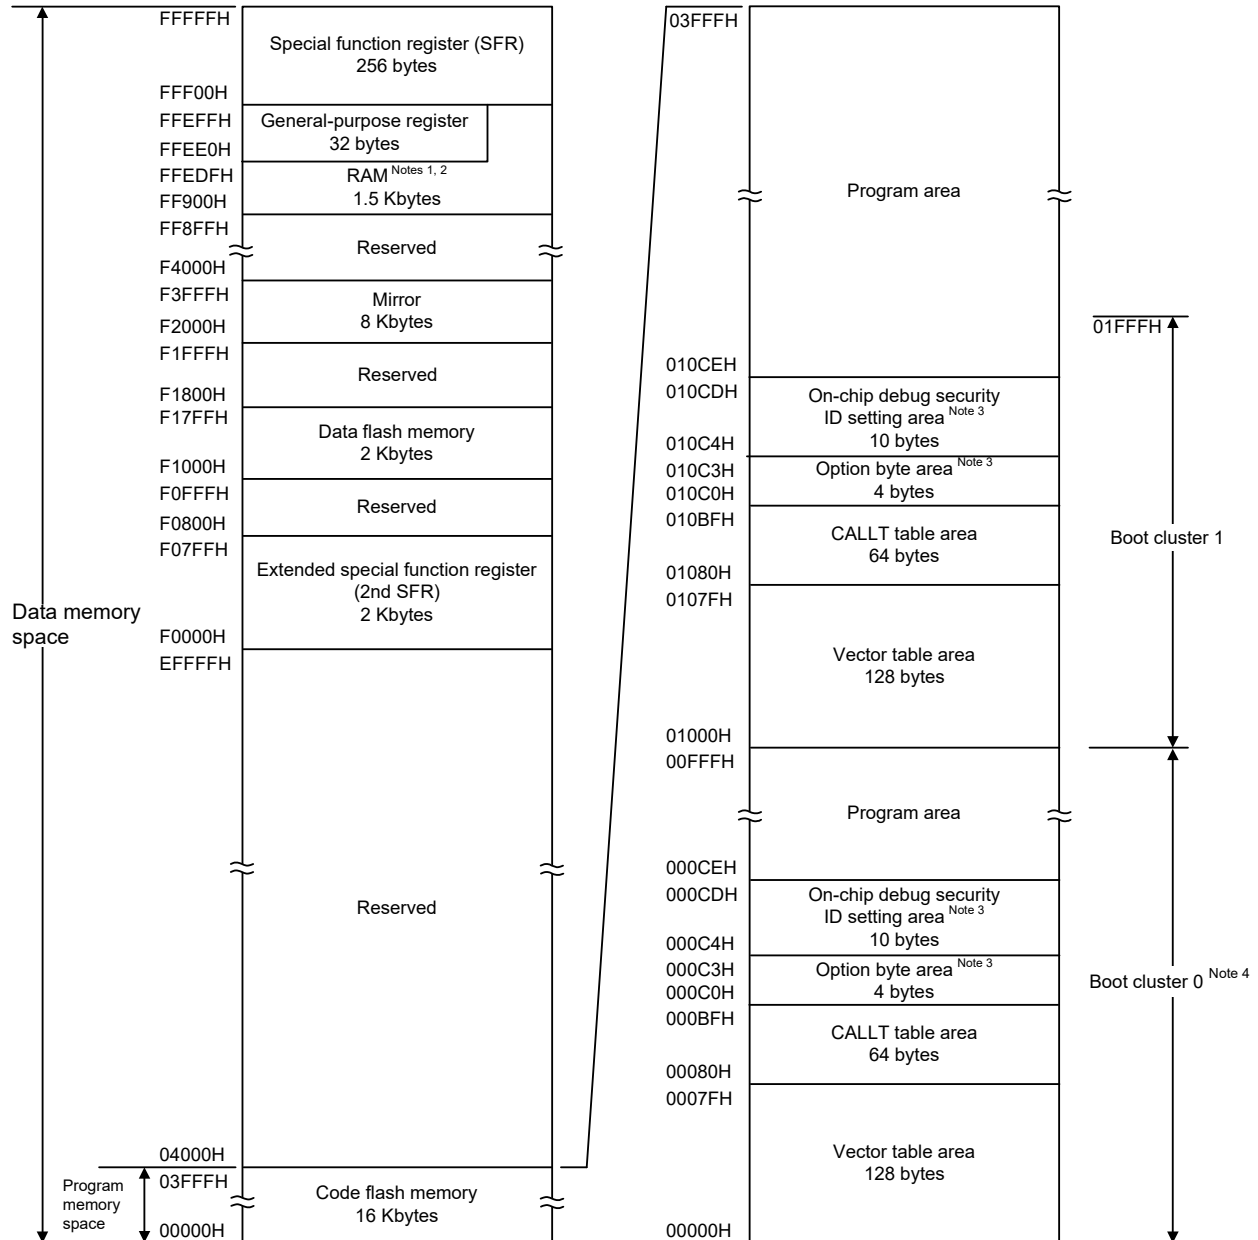 FFFFFH
Special function register (SFR)
256 bytes
FFF00H
FFEFFH
General-purpose register
32 bytes
FFEE0H
FFEDFH
RAM Notes 1, 2
1.5 Kbytes
FF900H
FF8FFH
Reserved
F4000H
F3FFFH
Mirror
8 Kbytes
F2000H
F1FFFH
Reserved
F1800H
F17FFH
Data flash memory
2 Kbytes
F1000H
F0FFFH
Reserved
F0800H
F07FFH
Extended special function register
(2nd SFR)
2 Kbytes
F0000H
EFFFFH
Data memory
space
Reserved
04000H
03FFFH
Program
memory
space
Code flash memory
16 Kbytes
00000H
03FFFH
Program area
01FFFH
010CEH
010CDH
On-chip debug security
ID setting area Note 3
10 bytes
010C4H
010C3H
Option byte area Note 3
4 bytes
010C0H
010BFH
CALLT table area
64 bytes
01080H
0107FH
Boot cluster 1
Vector table area
128 bytes
01000H
00FFFH
Program area
000CEH
000CDH
On-chip debug security
ID setting area Note 3
10 bytes
000C4H
000C3H
Option byte area Note 3
4 bytes
000C0H
000BFH
Boot cluster 0 Note 4
CALLT table area
64 bytes
00080H
0007FH
Vector table area
128 bytes
00000H